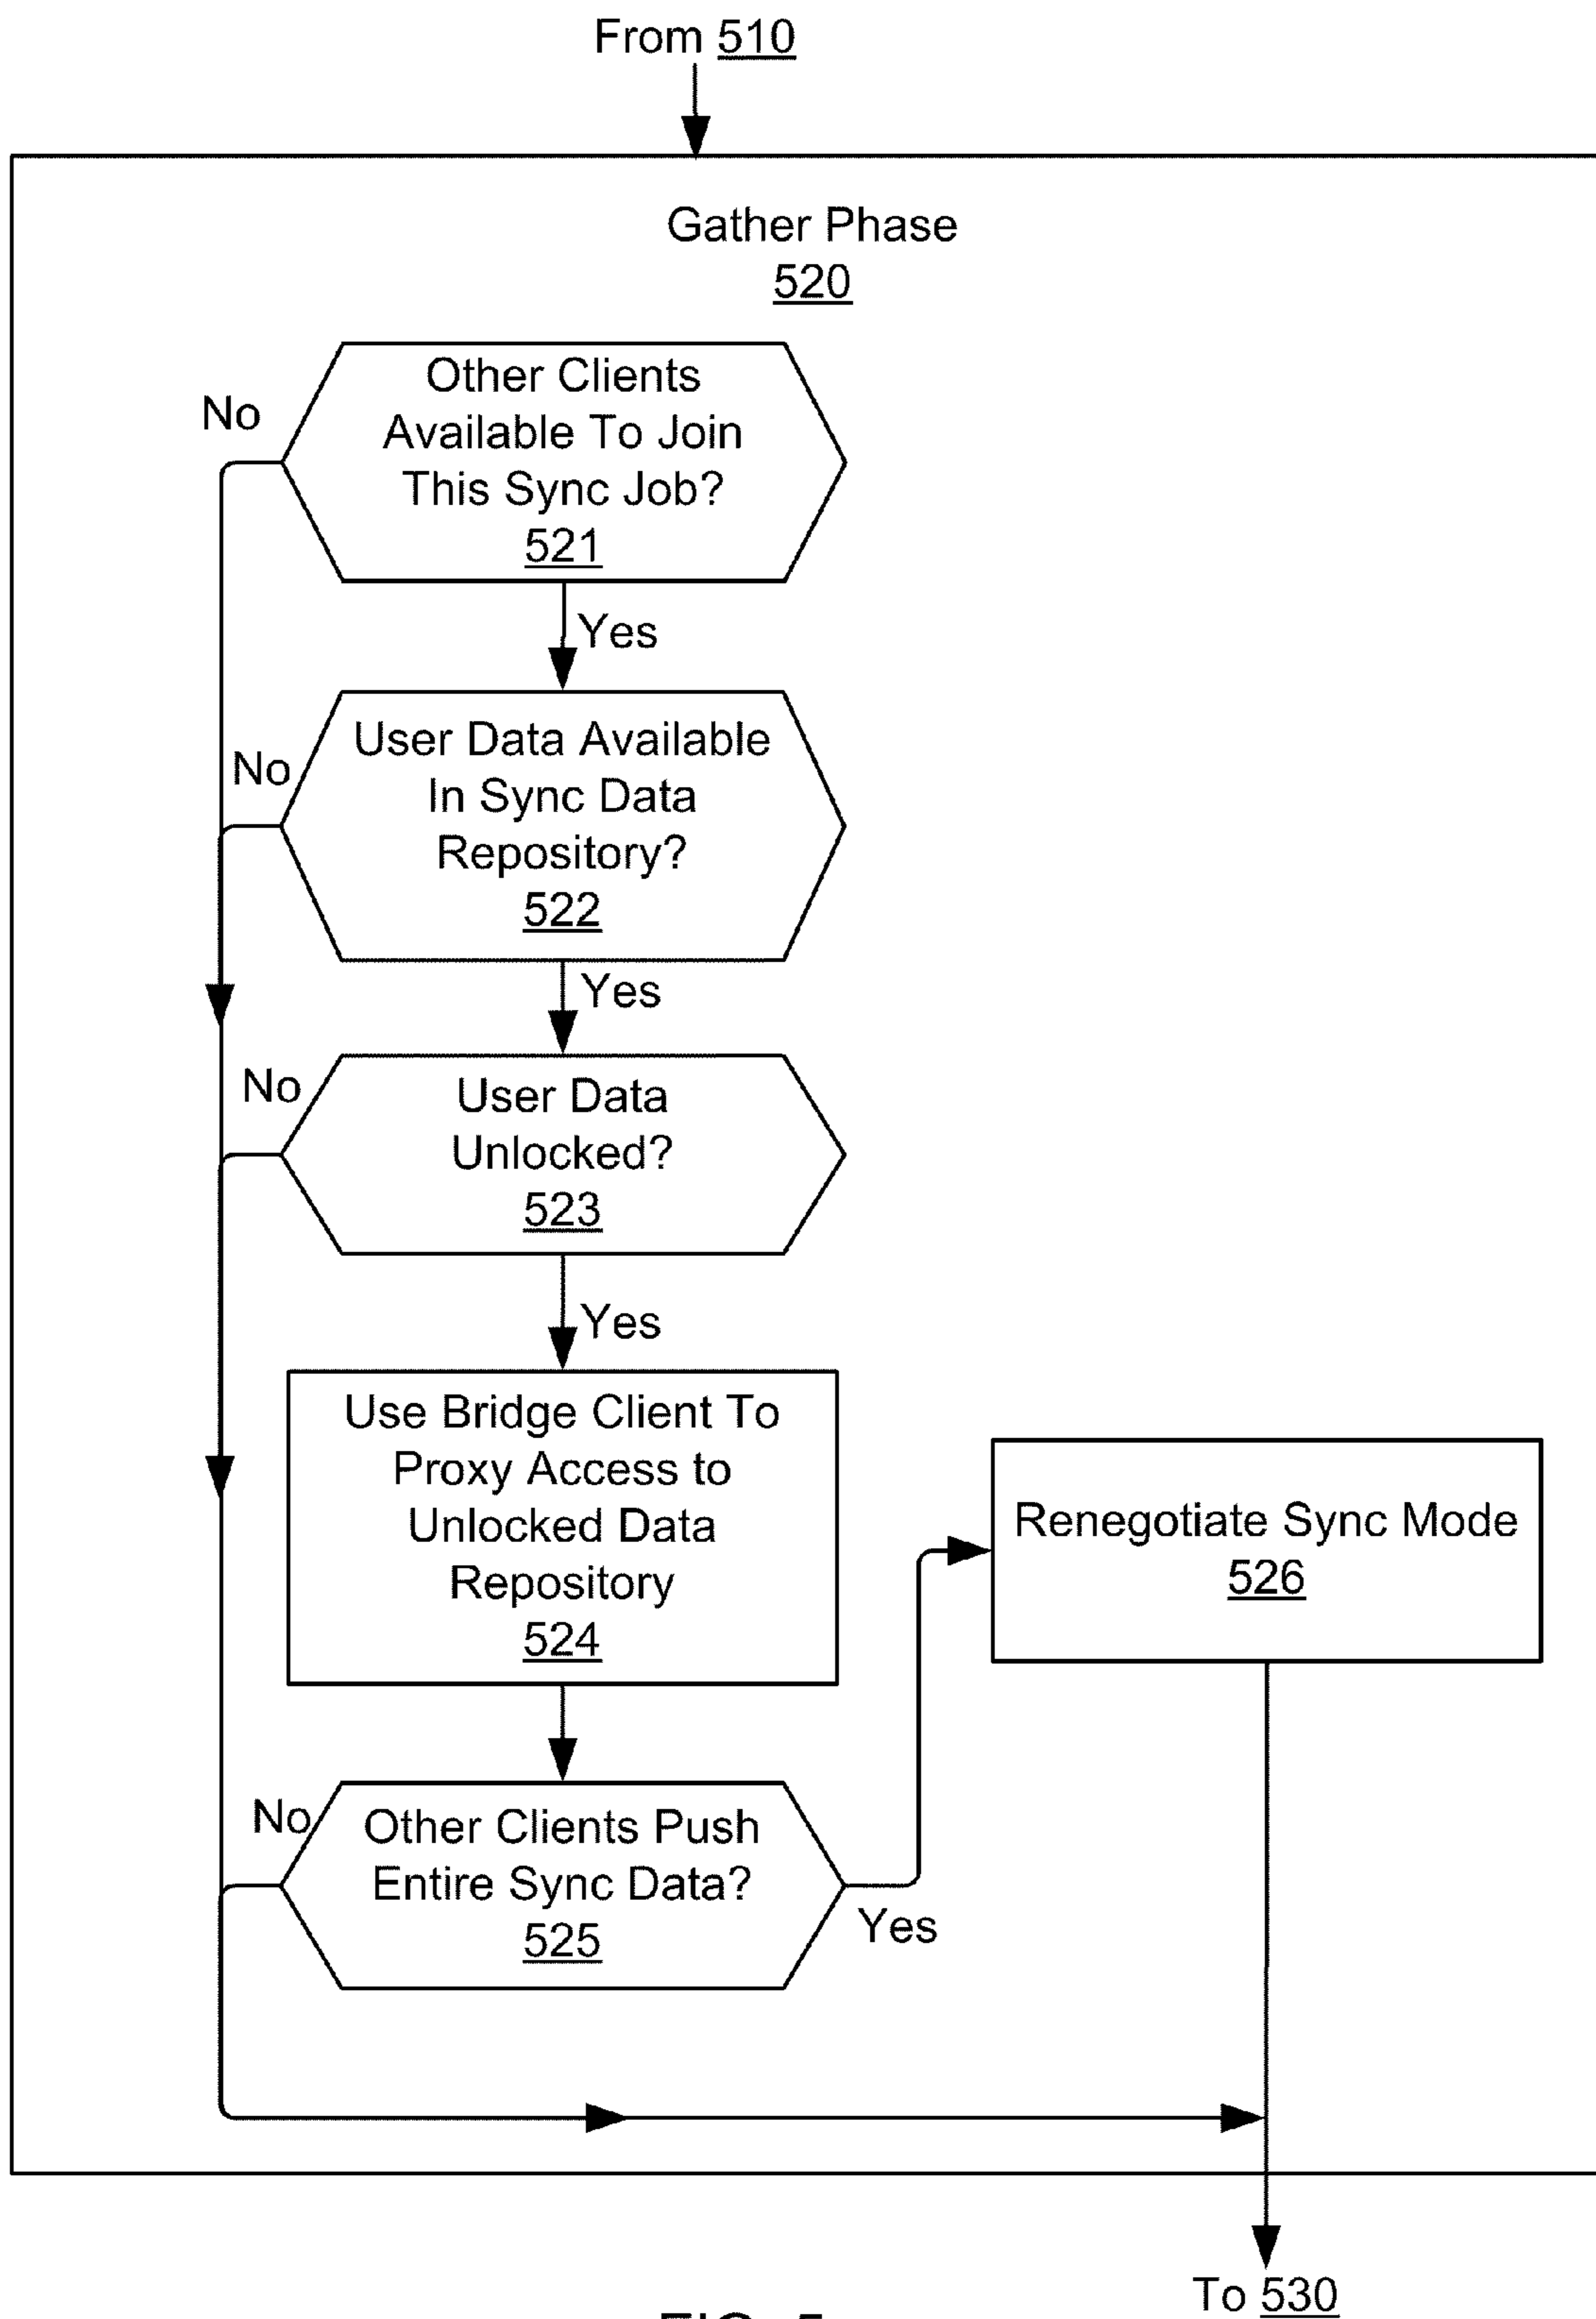 From 510
Gather Phase
520
Other Clients
Available To Join
This Sync Job?
521
No
Yes
User Data Available
In Sync Data
Repository?
522
No
Yes
User Data
Unlocked?
523
No
Yes
Use Bridge Client To
Proxy Access to
Unlocked Data
Repository
524
Renegotiate Sync Mode
526
Other Clients Push
Entire Sync Data?
525
No
Yes
To 530